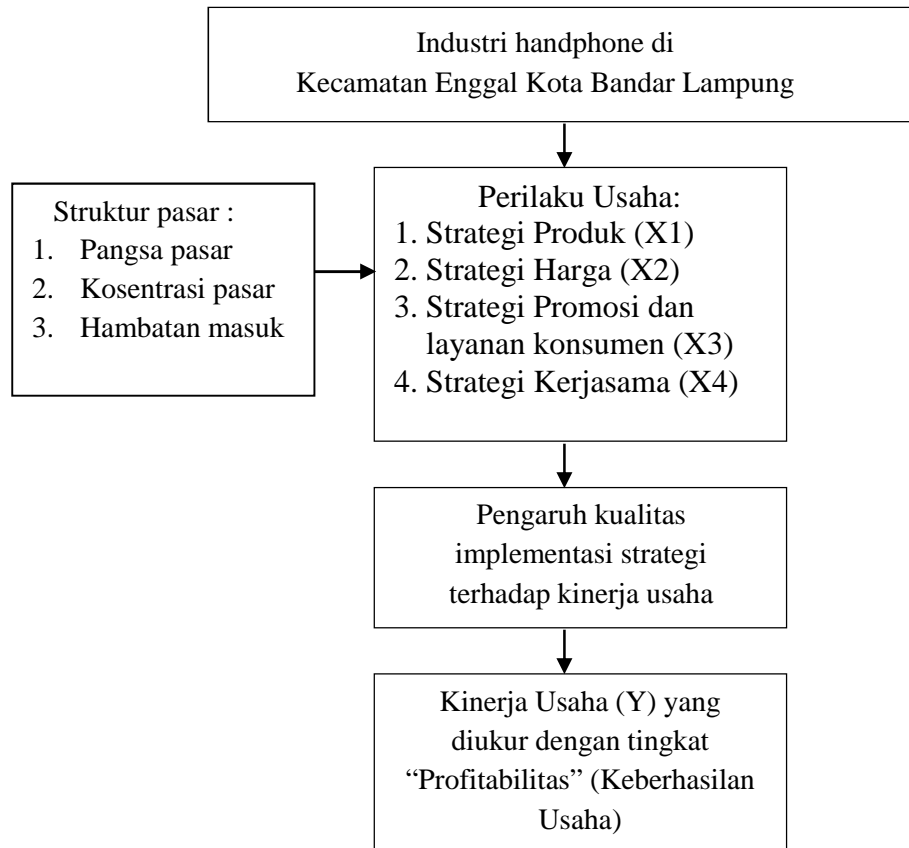 Industri handphone di
Kecamatan Enggal Kota Bandar Lampung
Struktur pasar :
1. Pangsa pasar
2. Kosentrasi pasar
3. Hambatan masuk
Perilaku Usaha:
1. Strategi Produk (X1)
2. Strategi Harga (X2)
3. Strategi Promosi dan
layanan konsumen (X3)
4. Strategi Kerjasama (X4)
Pengaruh kualitas
implementasi strategi
terhadap kinerja usaha
Kinerja Usaha (Y) yang
diukur dengan tingkat
“Profitabilitas” (Keberhasilan
Usaha)